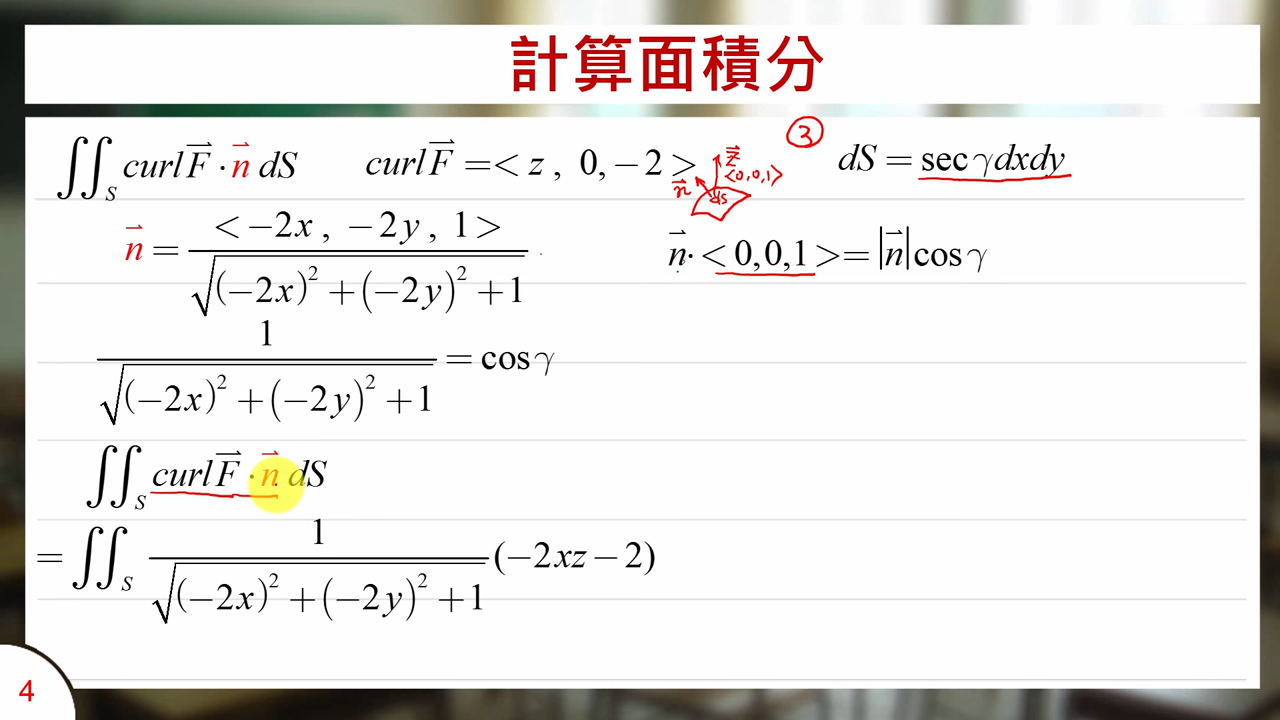 計算面積分
∬_S curl F⃗ · n⃗ dS   curl F⃗ = < z , 0, −2 >   ③   dS = sec γ dxdy
z⃗
<0,0,1>
n⃗
ds
n⃗ = < −2x , −2y , 1 > / √((−2x)² + (−2y)² + 1)   n⃗· < 0,0,1 >= |n⃗| cos γ
1 / √((−2x)² + (−2y)² + 1) = cos γ
∬_S curl F⃗ · n⃗ dS
= ∬_S 1 / √((−2x)² + (−2y)² + 1) (−2xz − 2)
4